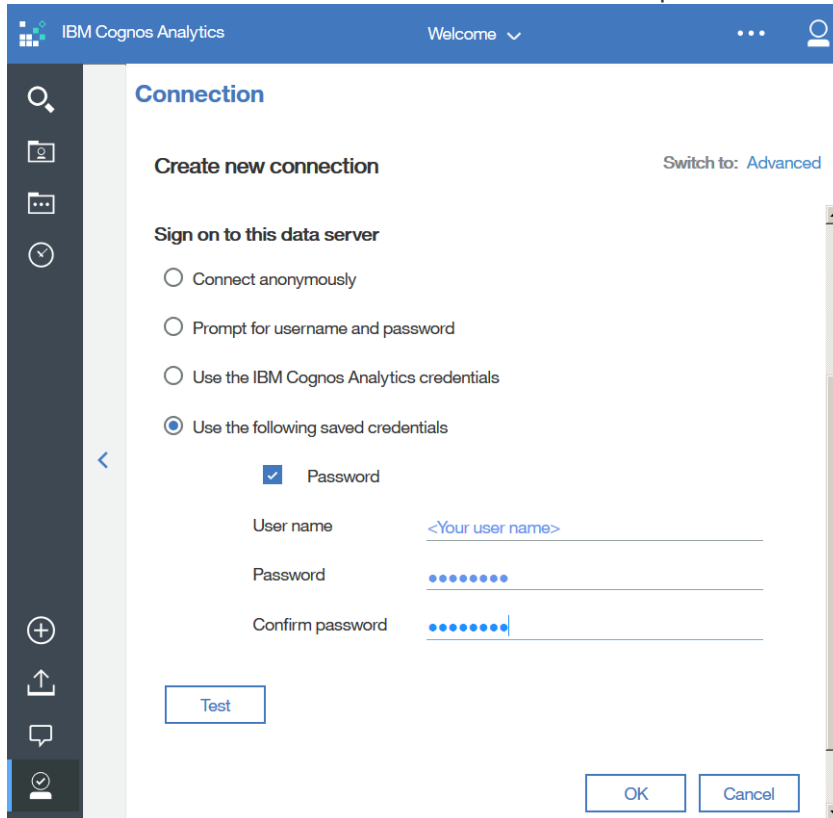 IBM Cognos Analytics Welcome
Connection
Create new connection Switch to: Advanced
Sign on to this data server
Connect anonymously
Prompt for username and password
Use the IBM Cognos Analytics credentials
Use the following saved credentials
Password
User name <Your user name>
Password ●●●●●●●●
Confirm password ●●●●●●●●
Test
OK Cancel